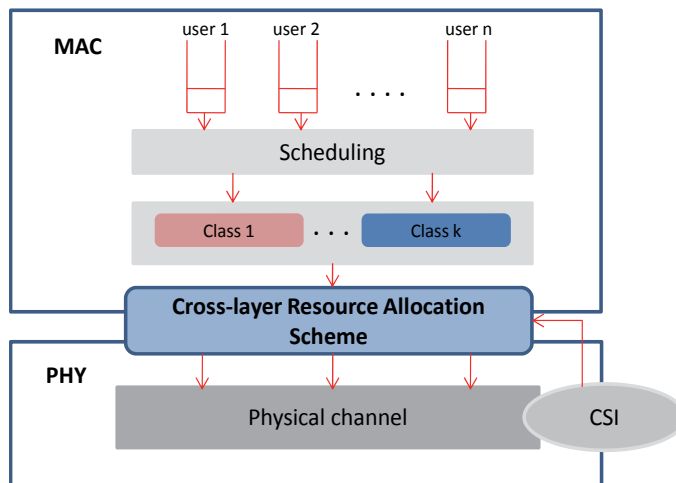 user 1 user 2 user n
MAC
. . . .
Scheduling
Class 1 . . . Class k
Cross-layer Resource Allocation
Scheme
PHY
Physical channel CSI